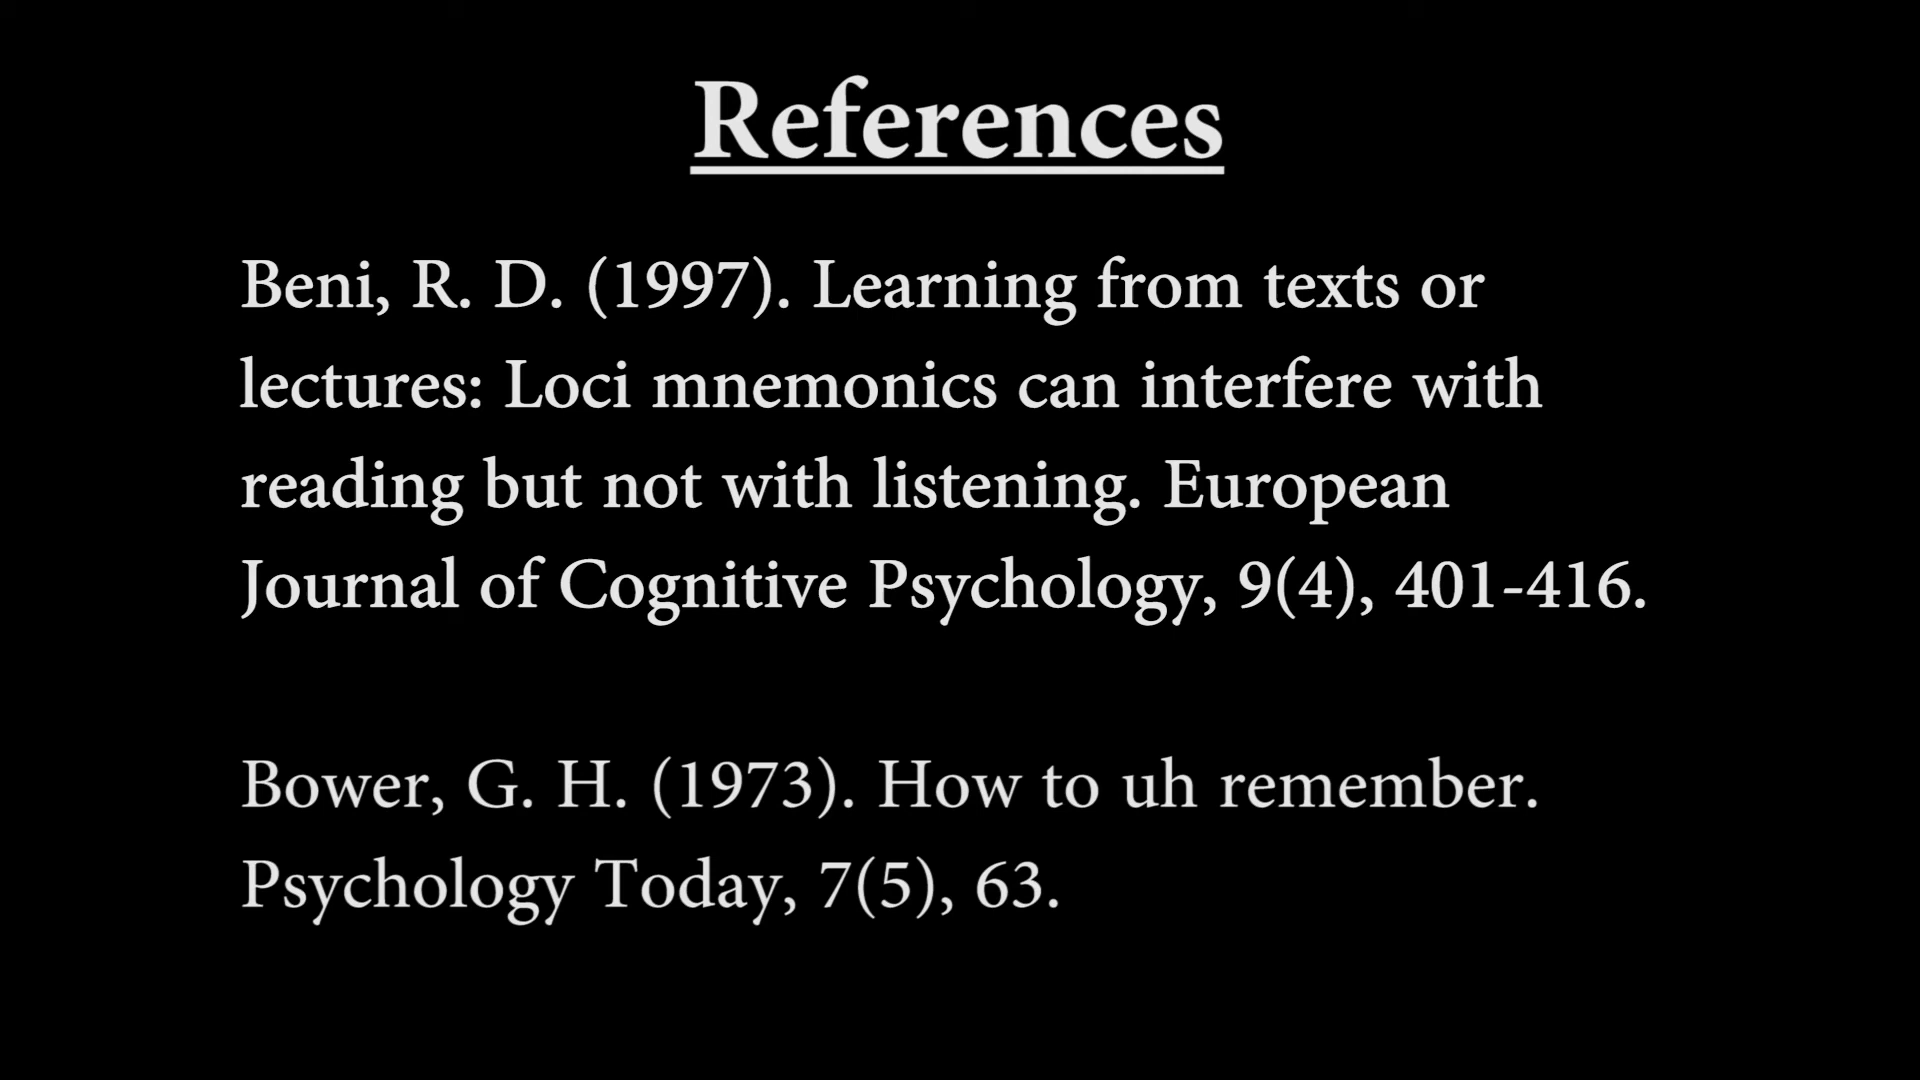 References
Beni, R. D. (1997). Learning from texts or
lectures: Loci mnemonics can interfere with
reading but not with listening. European
Journal of Cognitive Psychology, 9(4), 401-416.
Bower, G. H. (1973). How to uh remember.
Psychology Today, 7(5), 63.